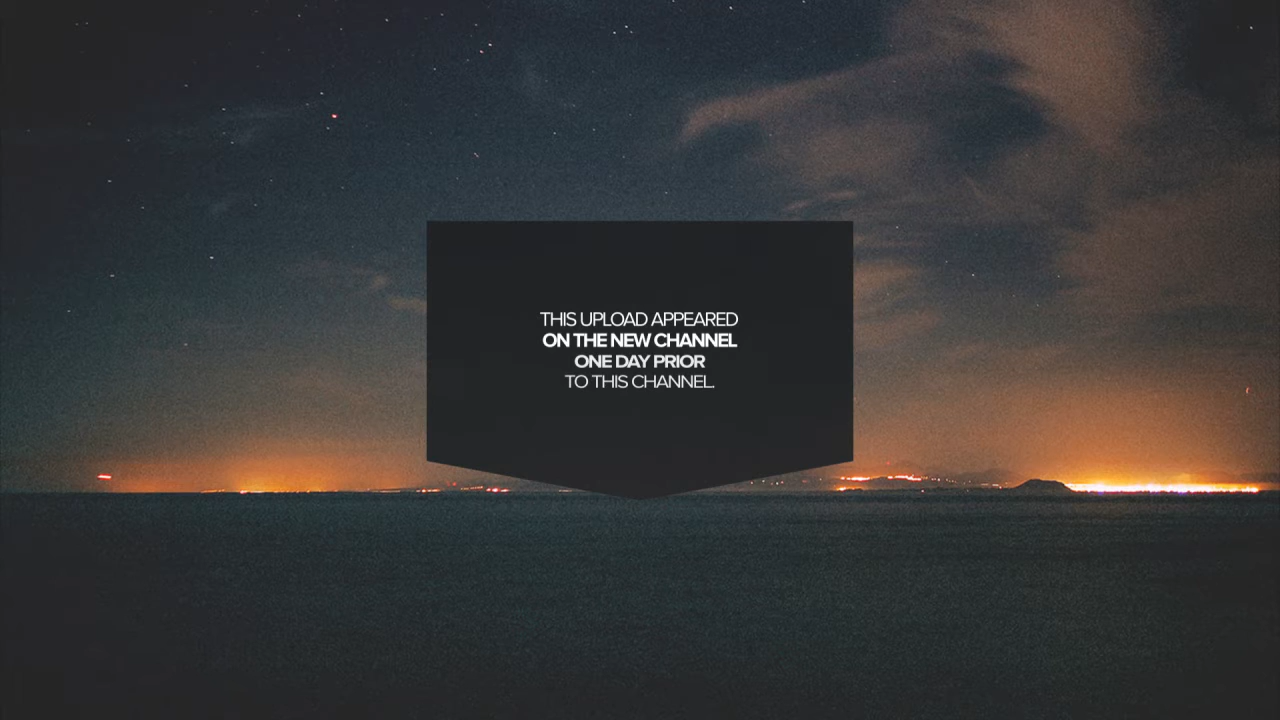 THIS UPLOAD APPEARED
ON THE NEW CHANNEL
ONE DAY PRIOR
TO THIS CHANNEL.